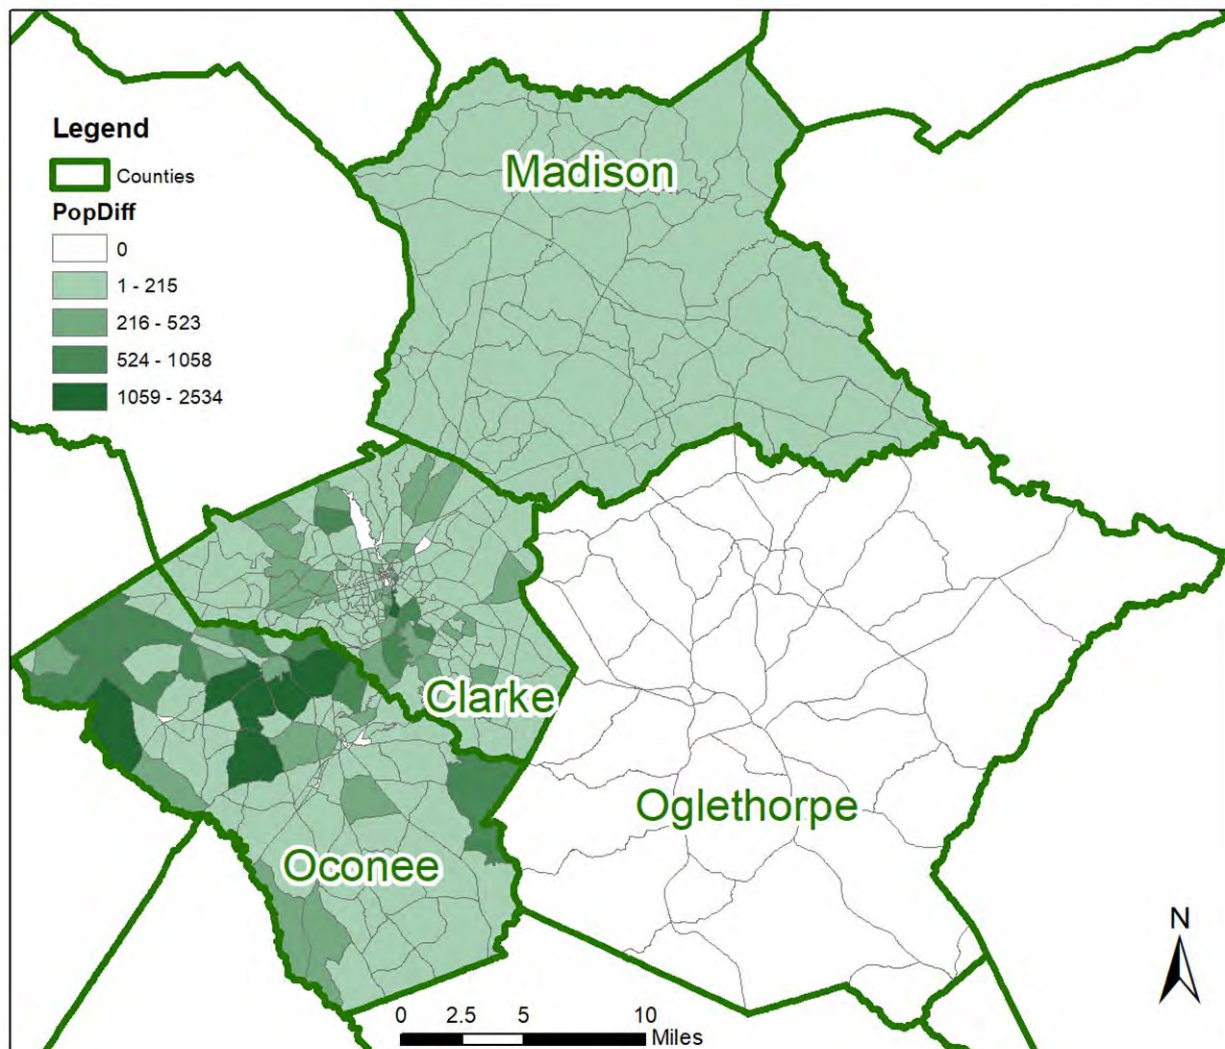 Legend
Counties
PopDiff
0
1 - 215
216 - 523
524 - 1058
1059 - 2534
Madison
Clarke
Oglethorpe
Oconee
N
0 2.5 5 10
Miles